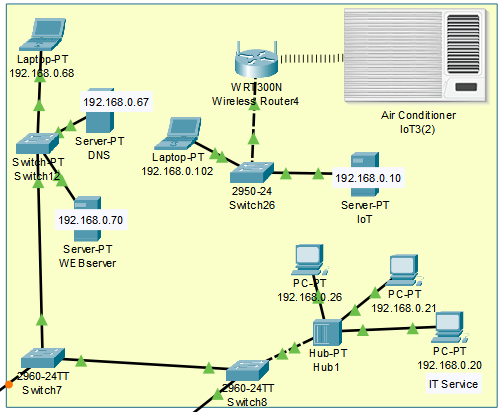 Laptop-PT
192.168.0.68
192.168.0.67
Server-PT
DNS
Switch-PT
Switch12
192.168.0.70
Server-PT
WEBserver
WRT300N
Wireless Router4
Air Conditioner
IoT3(2)
Laptop-PT
192.168.0.102
2950-24
Switch26
192.168.0.10
Server-PT
IoT
PC-PT
192.168.0.26
PC-PT
192.168.0.21
Hub-PT
Hub1
PC-PT
192.168.0.20
IT Service
2960-24TT
Switch7
2960-24TT
Switch8